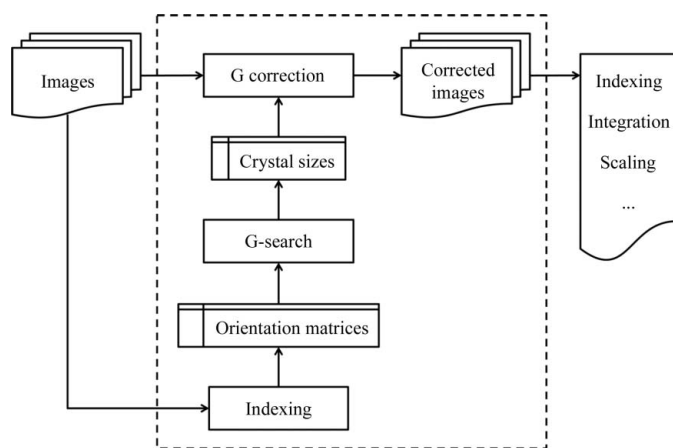 Images
G correction
Corrected
images
Indexing
Integration
Scaling
...
Crystal sizes
G-search
Orientation matrices
Indexing